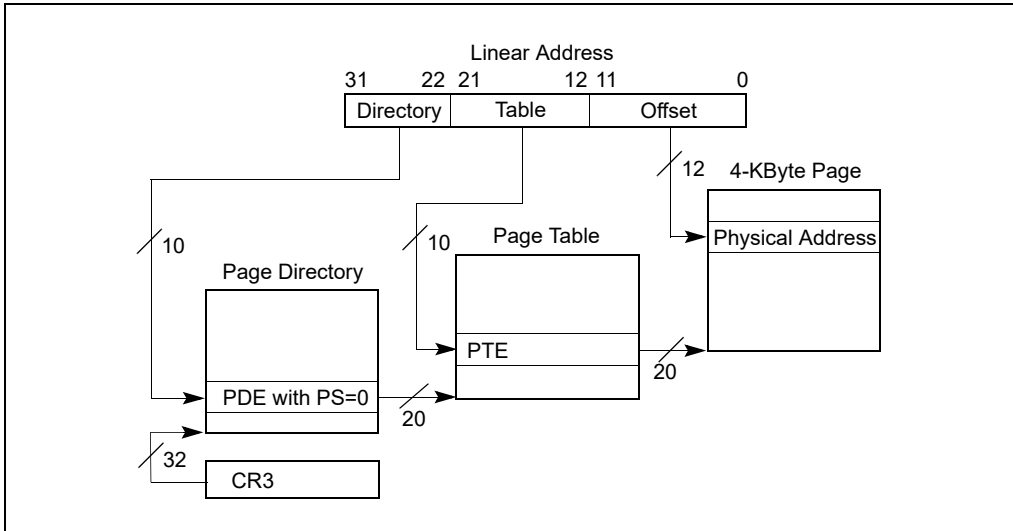 Linear Address
31 22 21 12 11 0
Directory Table Offset
12
4-KByte Page
Physical Address
10
10
Page Table
Page Directory
PTE
20
PDE with PS=0
20
32
CR3